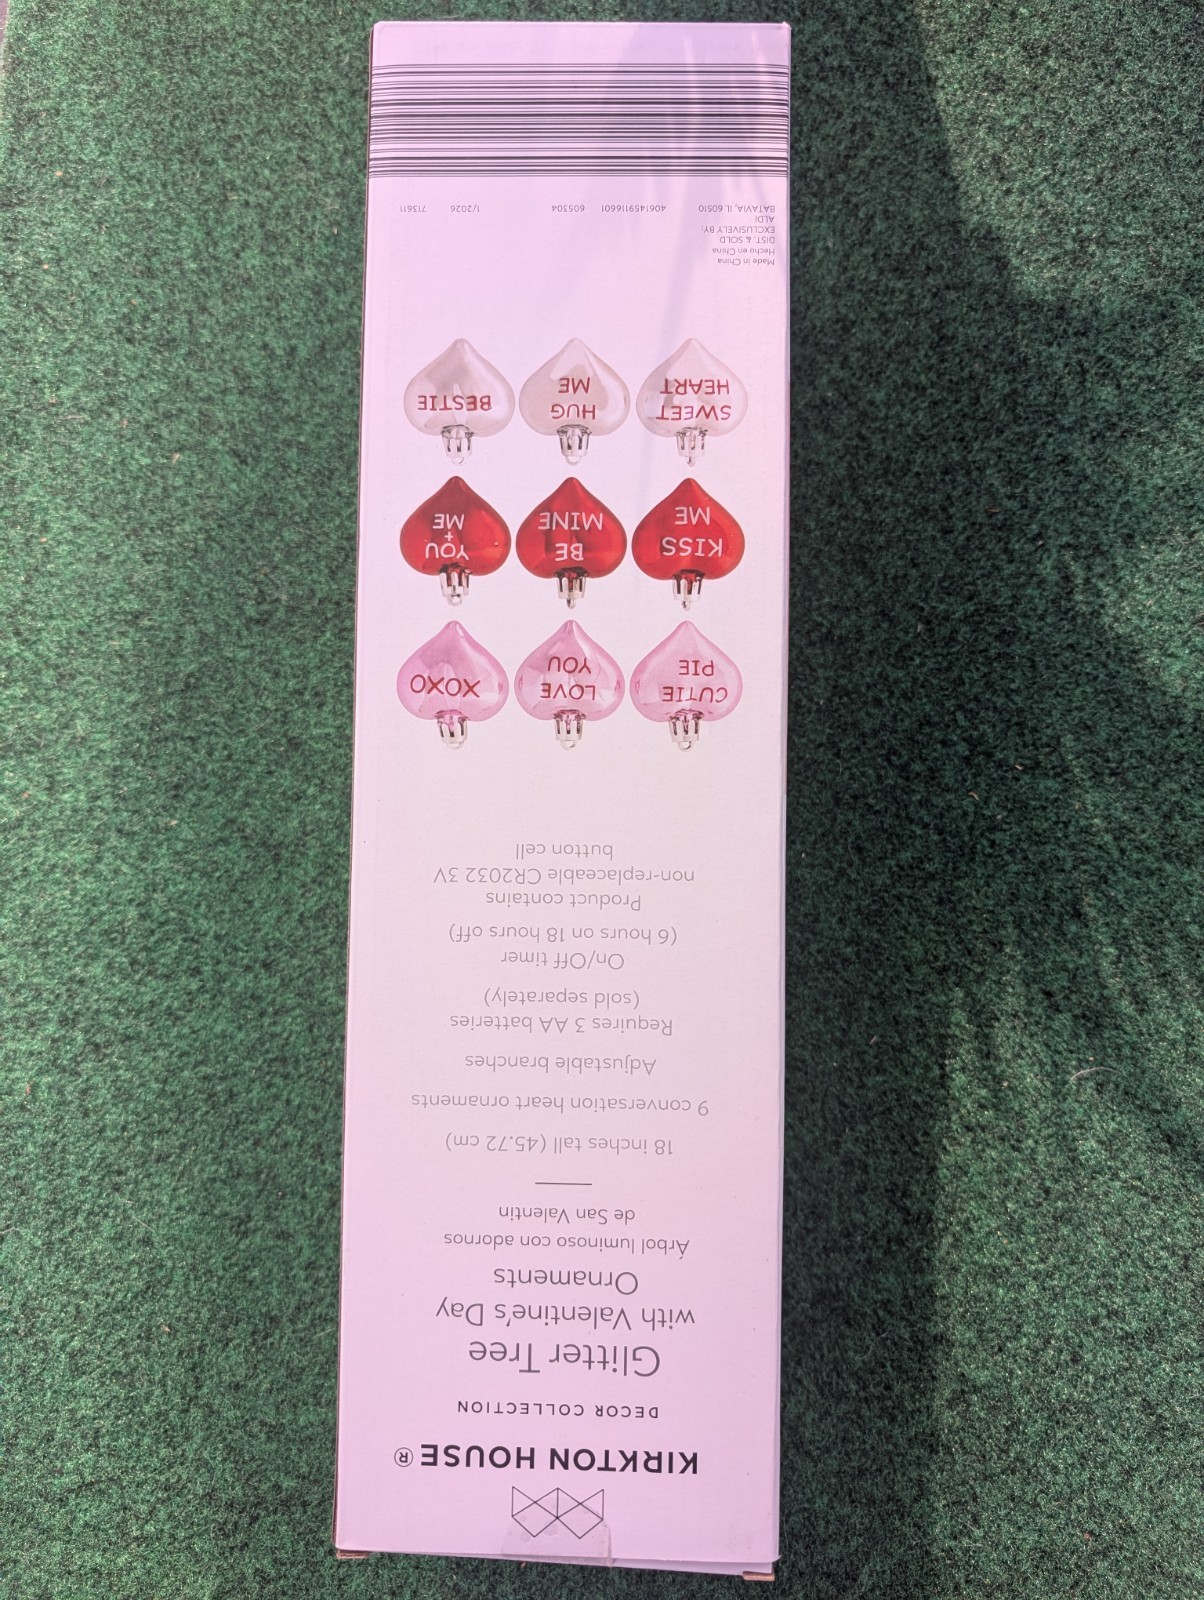 KIRKTON HOUSE®
DECOR COLLECTION
Glitter Tree
with Valentine's Day
Ornaments
Árbol luminoso con adornos
de San Valentin
18 inches tall (45.72 cm)
9 conversation heart ornaments
Adjustable branches
Requires 3 AA batteries
(sold separately)
On/Off timer
(6 hours on 18 hours off)
Product contains
non-replaceable CR2032 3V
button cell
CUTIE
PIE
LOVE
YOU
XOXO
KISS
ME
BE
MINE
YOU
+
ME
SWEET
HEART
HUG
ME
BESTIE
Made in China
Hecho en China
DIST. & SOLD
EXCLUSIVELY BY:
ALDI
BATAVIA, IL 60510
4061459116601
605304
1/2026
713611